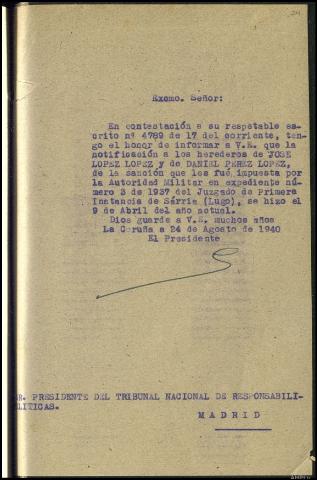 Excmo. Señor:
En contestación a su respetable es-
crito nº 4789 de 17 del corriente, ten-
go el honor de informar a V.E. que la
notificación a los herederos de JOSE
LOPEZ LOPEZ y de DANIEL PEREZ LOPEZ,
de la sanción que les fué impuesta por
la Autoridad Militar en expediente nú-
mero 3 de 1937 del Juzgado de Primera
Instancia de Sárria (Lugo), se hizo el
9 de Abril del año actual.
Dios guarde a V.E. muchos años
La Coruña a 24 de Agosto de 1940
El Presidente
SR. PRESIDENTE DEL TRIBUNAL NACIONAL DE RESPONSABILI-
LITICAS.
MADRID